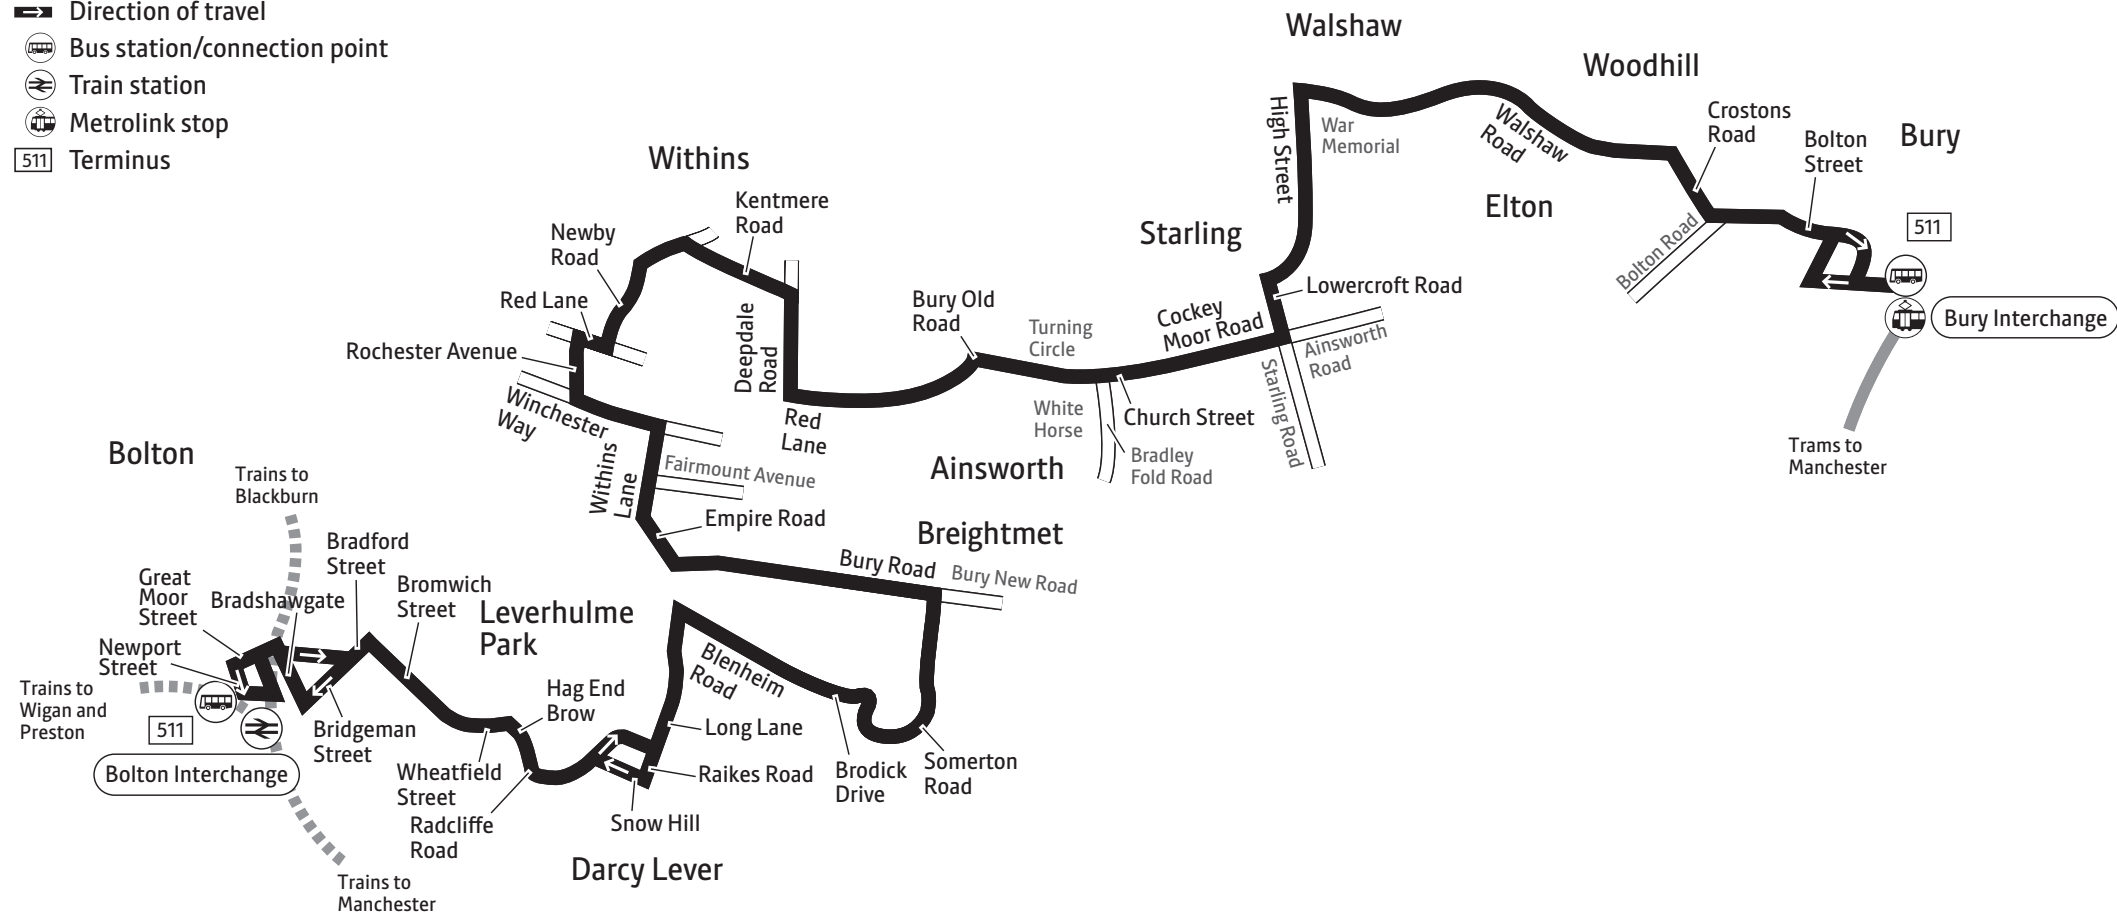 Direction of travel
Bus station/connection point
Train station
Metrolink stop
511 Terminus
Walshaw
Woodhill
Crostons
Road
Bolton
Street
Bury
High Street
War
Memorial
Walshaw
Road
Elton
Bolton Road
511
Bury Interchange
Trams to
Manchester
Withins
Kentmere
Road
Newby
Road
Red Lane
Rochester Avenue
Winchester
Way
Deepdale
Road
Red
Lane
Bury Old
Road
Turning
Circle
Starling
Cockey
Moor Road
Lowercroft Road
Ainsworth
Road
Starling Road
White
Horse
Church Street
Bradley
Fold Road
Ainsworth
Withins
Lane
Fairmount Avenue
Empire Road
Breightmet
Bury Road
Bury New Road
Bolton
Trains to
Blackburn
Bradford
Street
Great
Moor
Street
Bradshawgate
Bromwich
Street
Leverhulme
Park
Newport
Street
Trains to
Wigan and
Preston
511
Bolton Interchange
Bridgeman
Street
Wheatfield
Street
Radcliffe
Road
Hag End
Brow
Blenheim
Road
Long Lane
Raikes Road
Snow Hill
Brodick
Drive
Somerton
Road
Darcy Lever
Trains to
Manchester